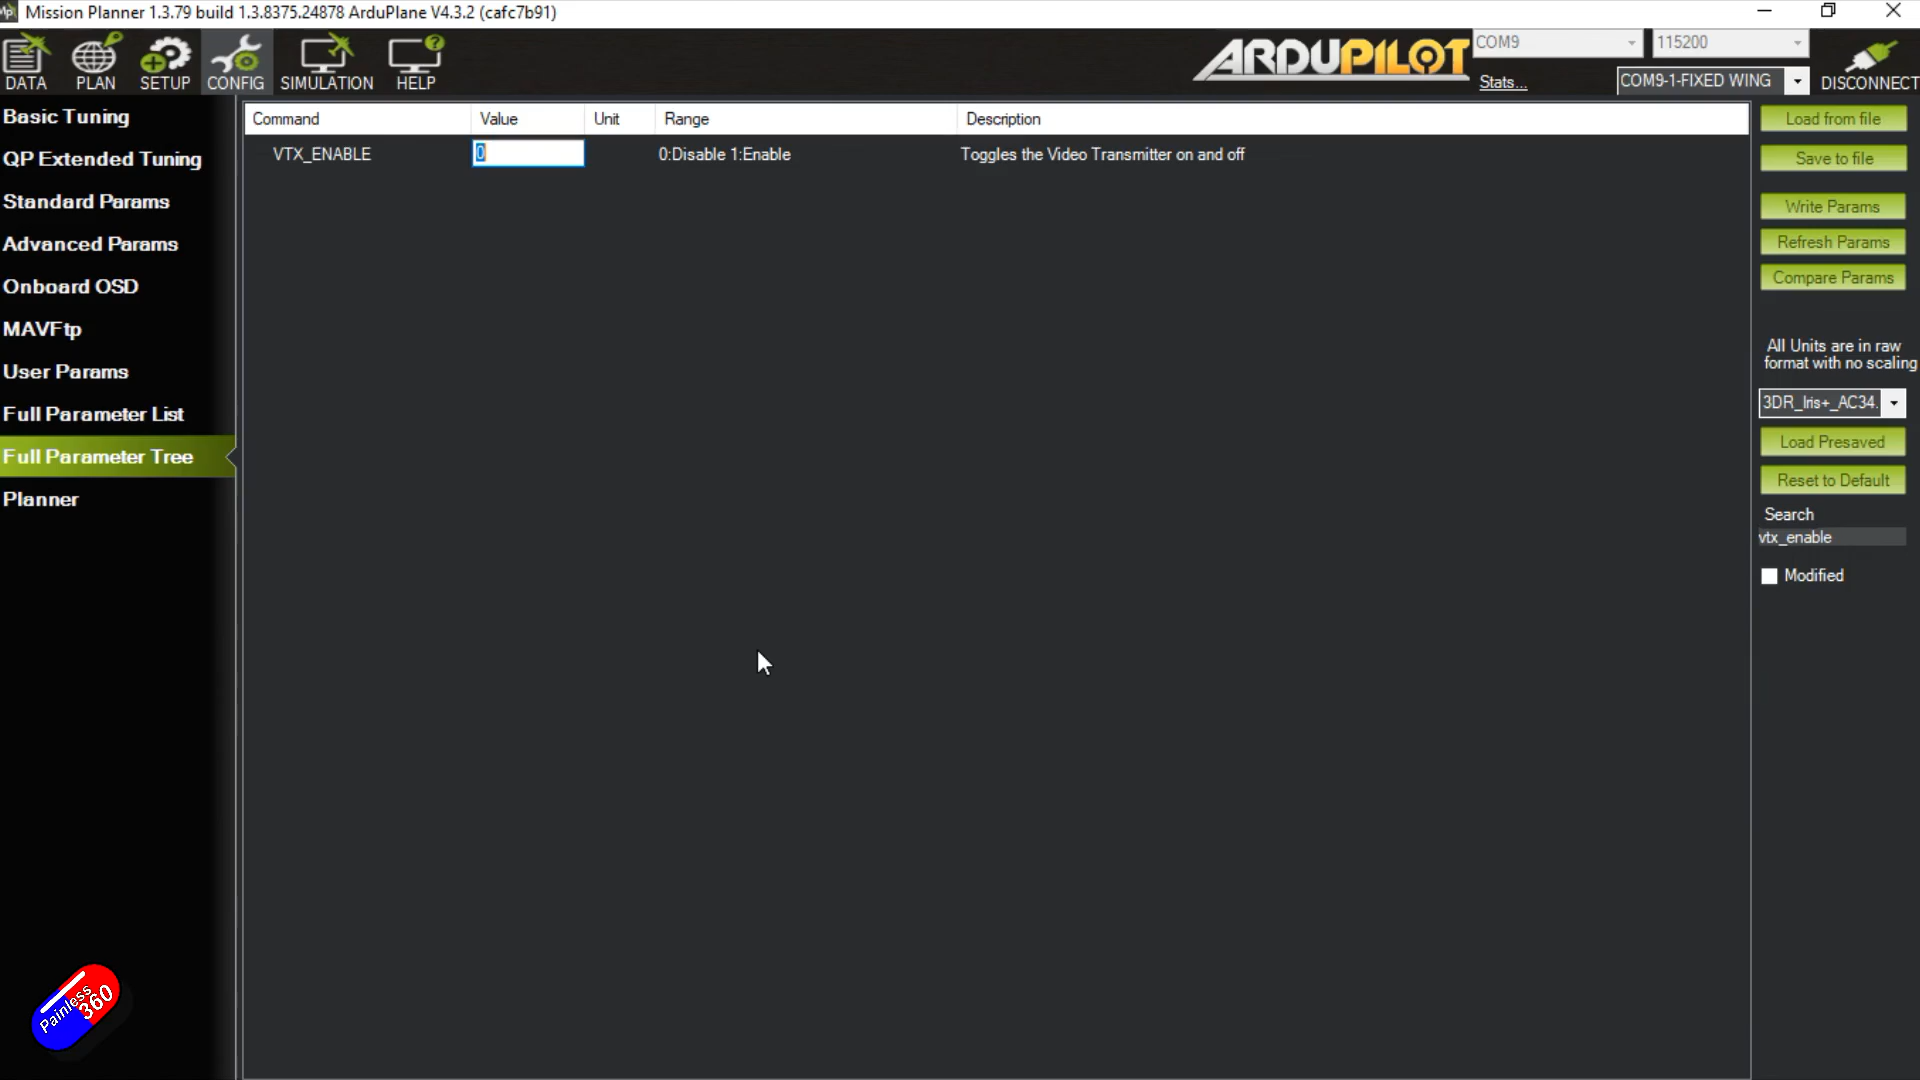 Mission Planner 1.3.79 build 1.3.8375.24878 ArduPlane V4.3.2 (cafc7b91)
DATA
PLAN
SETUP
CONFIG
SIMULATION
HELP
ARDUPILOT
COM9
115200
Stats...
COM9-1-FIXED WING
DISCONNECT
Basic Tuning
QP Extended Tuning
Standard Params
Advanced Params
Onboard OSD
MAVFtp
User Params
Full Parameter List
Full Parameter Tree
Planner
Command Value Unit Range Description
VTX_ENABLE 0 0:Disable 1:Enable Toggles the Video Transmitter on and off
Load from file
Save to file
Write Params
Refresh Params
Compare Params
All Units are in raw
format with no scaling
3DR_Iris+_AC34.
Load Presaved
Reset to Default
Search
vtx_enable
Modified
Painless
360